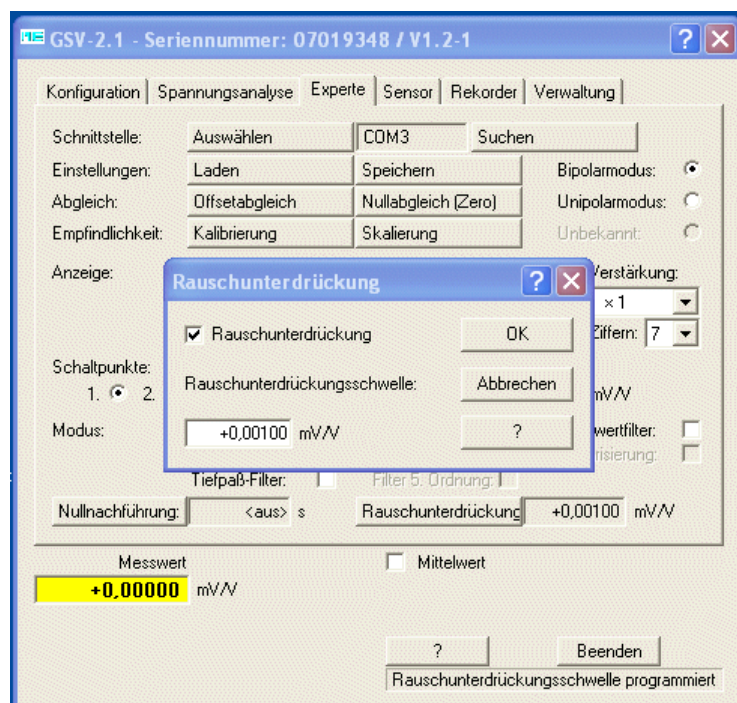 ME GSV-2.1 - Seriennummer: 07019348 / V1.2-1
Konfiguration Spannungsanalyse Experte Sensor Rekorder Verwaltung
Schnittstelle: Auswählen COM3 Suchen
Einstellungen: Laden Speichern Bipolarmodus:
Abgleich: Offsetabgleich Nullabgleich (Zero) Unipolarmodus:
Empfindlichkeit: Kalibrierung Skalierung Unbekannt:
Anzeige: Verstärkung:
× 1
Ziffern: 7
Rauschunterdrückung ?
Rauschunterdrückung OK
Rauschunterdrückungsschwelle: Abbrechen
+0,00100 mV/V ?
Schaltpunkte:
1. 2. mV/V
Modus: wertfilter:
risierung:
Tiefpaß-Filter: Filter 5. Ordnung:
Nullnachführung: <aus> s Rauschunterdrückung +0,00100 mV/V
Messwert Mittelwert
+0,00000 mV/V
? Beenden
Rauschunterdrückungsschwelle programmiert